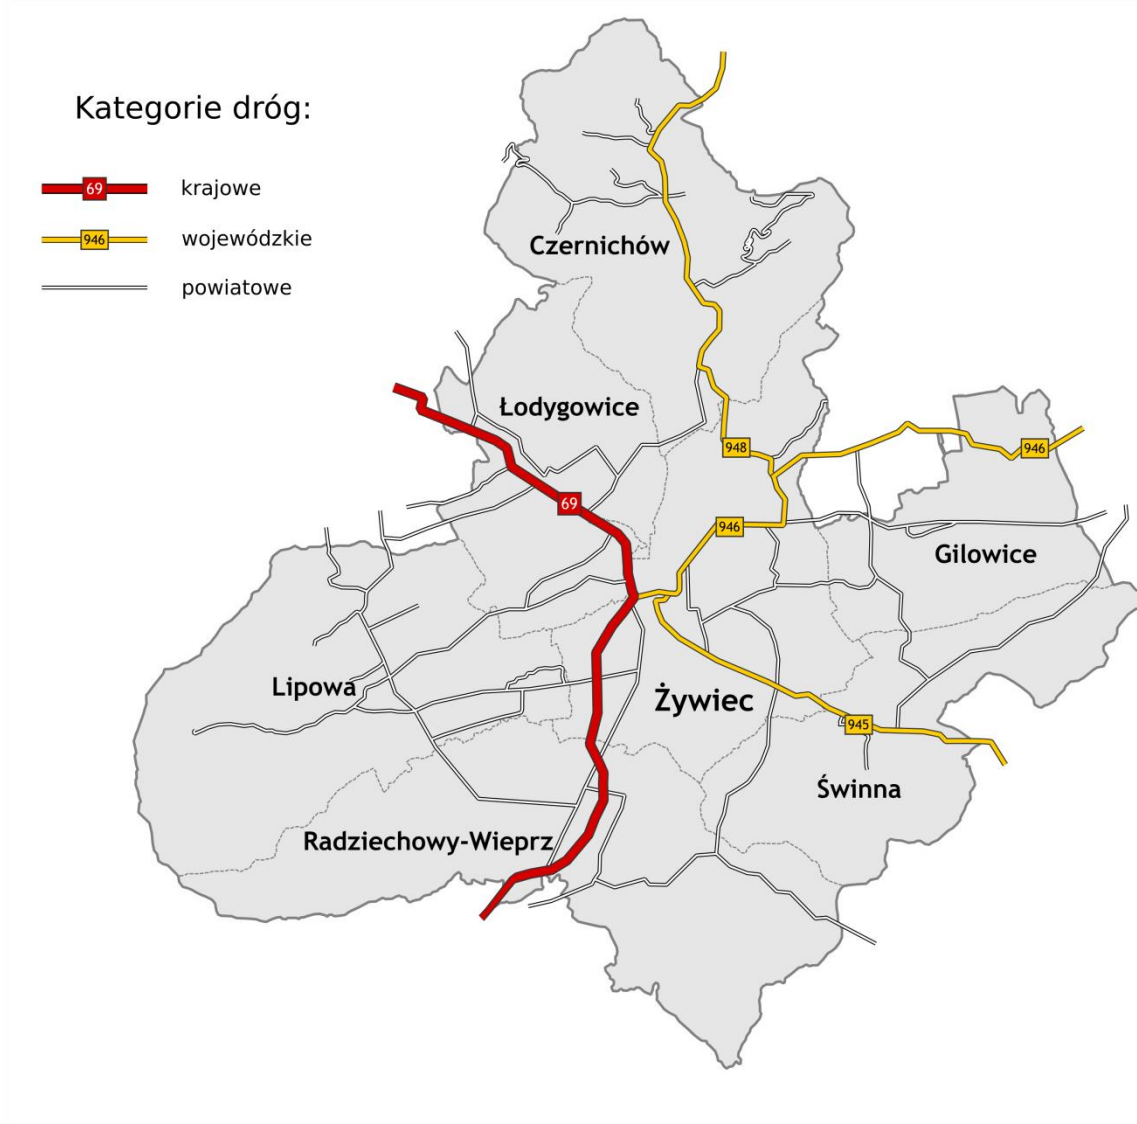 Kategorie dróg:
69 krajowe
946 wojewódzkie
powiatowe
Czernichów
Łodygowice
948
946
69
946
Gilowice
Lipowa
Żywiec
945
Świnna
Radziechowy-Wieprz